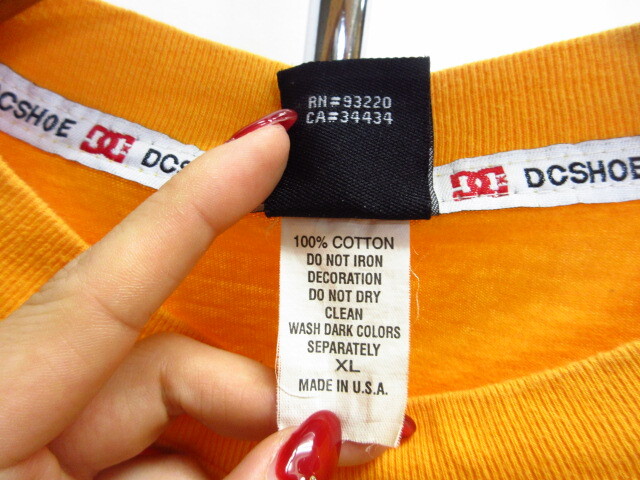 RN#93220
CA#34434
DCSHOE DC DCS
DC DCSHOE
100% COTTON
DO NOT IRON
DECORATION
DO NOT DRY
CLEAN
WASH DARK COLORS
SEPARATELY
XL
MADE IN U.S.A.